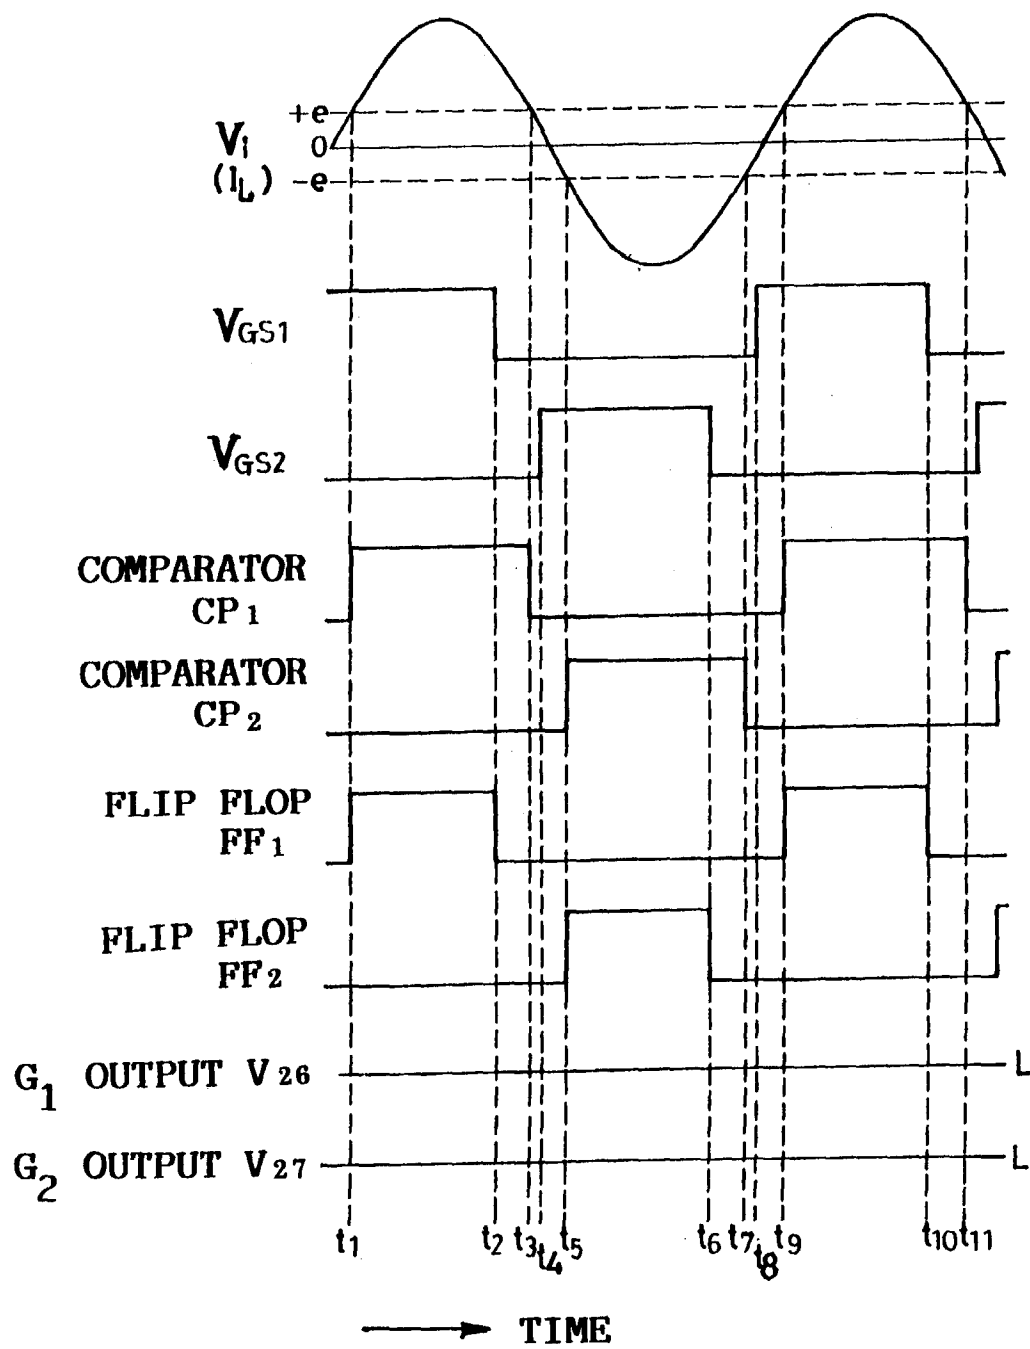 +e
Vi
0
(IL)
-e
VGS1
VGS2
COMPARATOR
CP1
COMPARATOR
CP2
FLIP FLOP
FF1
FLIP FLOP
FF2
G1 OUTPUT V26
L
G2 OUTPUT V27
L
t1 t2 t3 t4 t5 t6 t7 t8 t9 t10 t11
TIME